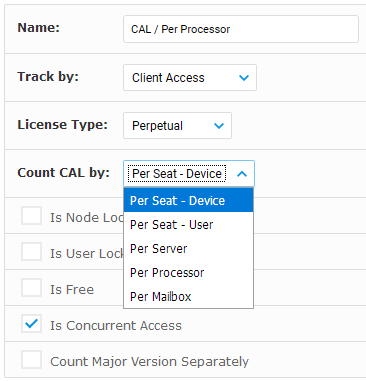 Name: CAL / Per Processor
Track by: Client Access
License Type: Perpetual
Count CAL by: Per Seat - Device
Per Seat - Device
Per Seat - User
Per Server
Per Processor
Per Mailbox
Is Node Loc
Is User Lock
Is Free
Is Concurrent Access
Count Major Version Separately